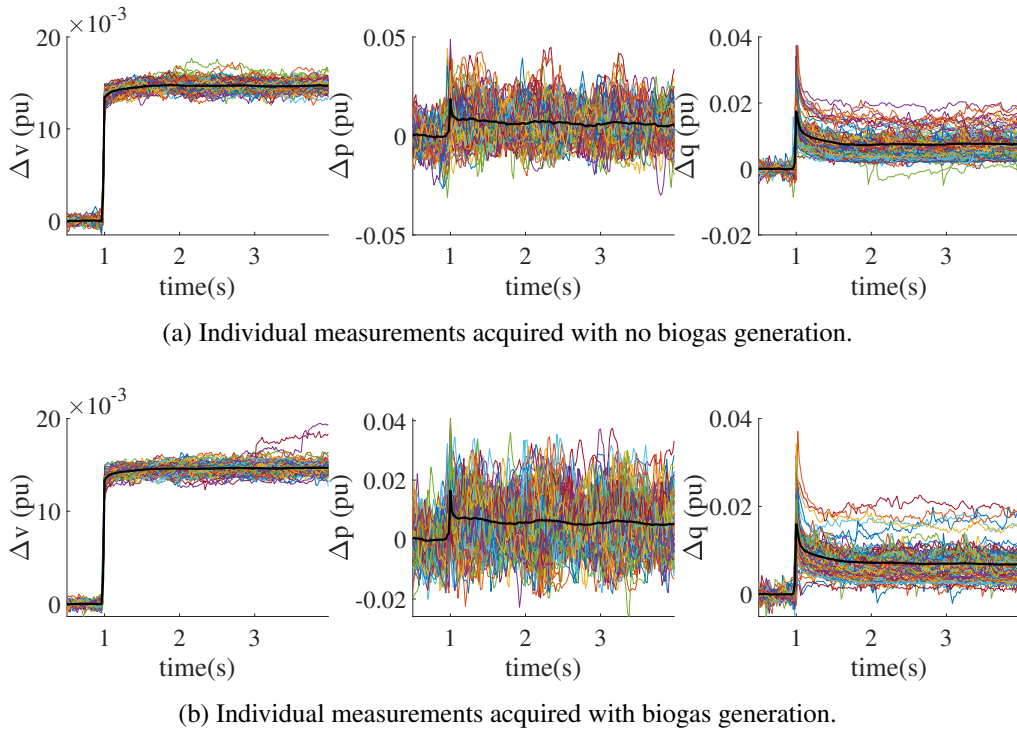 ×10⁻³
20
10
0
Δv (pu)
1 2 3
time(s)
0.05
0
-0.05
Δp (pu)
1 2 3
time(s)
0.04
0.02
0
-0.02
Δq (pu)
1 2 3
time(s)
(a) Individual measurements acquired with no biogas generation.
×10⁻³
20
10
0
Δv (pu)
1 2 3
time(s)
0.04
0.02
0
-0.02
Δp (pu)
1 2 3
time(s)
0.04
0.02
0
Δq (pu)
1 2 3
time(s)
(b) Individual measurements acquired with biogas generation.